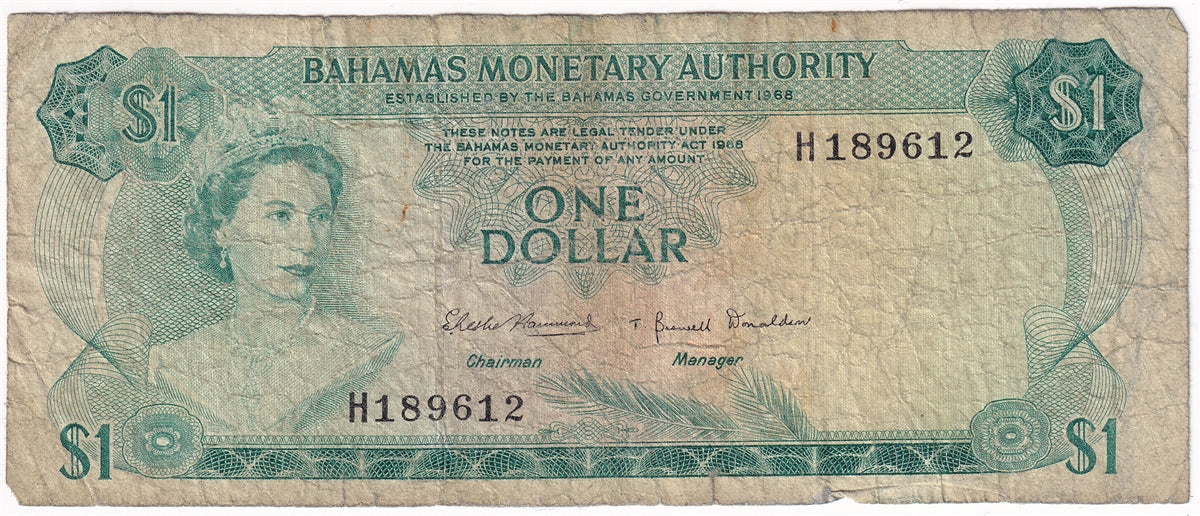 BAHAMAS MONETARY AUTHORITY
ESTABLISHED BY THE BAHAMAS GOVERNMENT 1968
$1
$1
THESE NOTES ARE LEGAL TENDER UNDER
THE BAHAMAS MONETARY AUTHORITY ACT 1968
FOR THE PAYMENT OF ANY AMOUNT
H189612
ONE
DOLLAR
T. Donaldson
Chairman
Manager
H189612
$1
$1